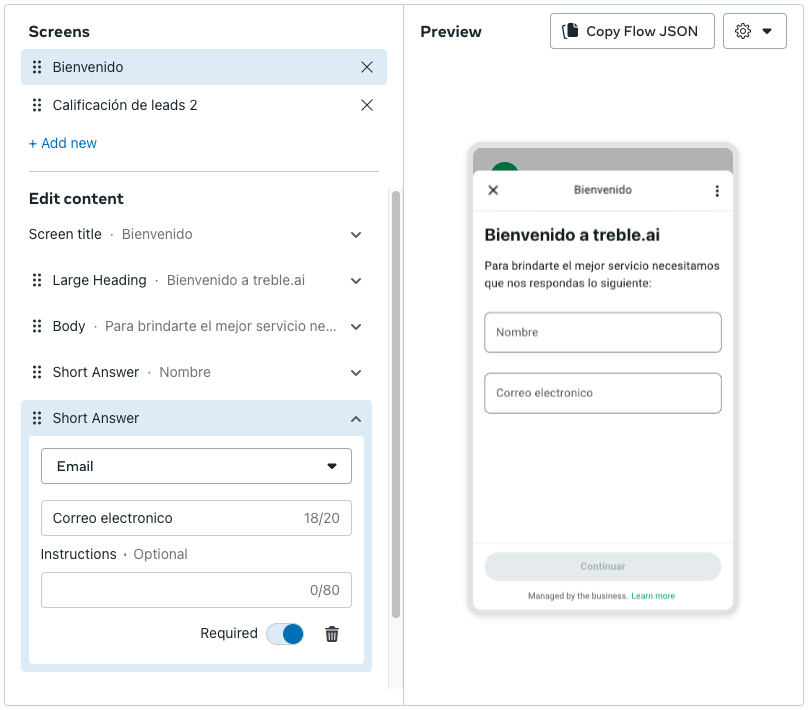 Screens
Bienvenido
Calificación de leads 2
+ Add new
Edit content
Screen title · Bienvenido
Large Heading · Bienvenido a treble.ai
Body · Para brindarte el mejor servicio ne...
Short Answer · Nombre
Short Answer
Email
Correo electronico 18/20
Instructions · Optional
0/80
Required
Preview
Copy Flow JSON
Bienvenido
Bienvenido a treble.ai
Para brindarte el mejor servicio necesitamos
que nos respondas lo siguiente:
Nombre
Correo electronico
Continuar
Managed by the business. Learn more